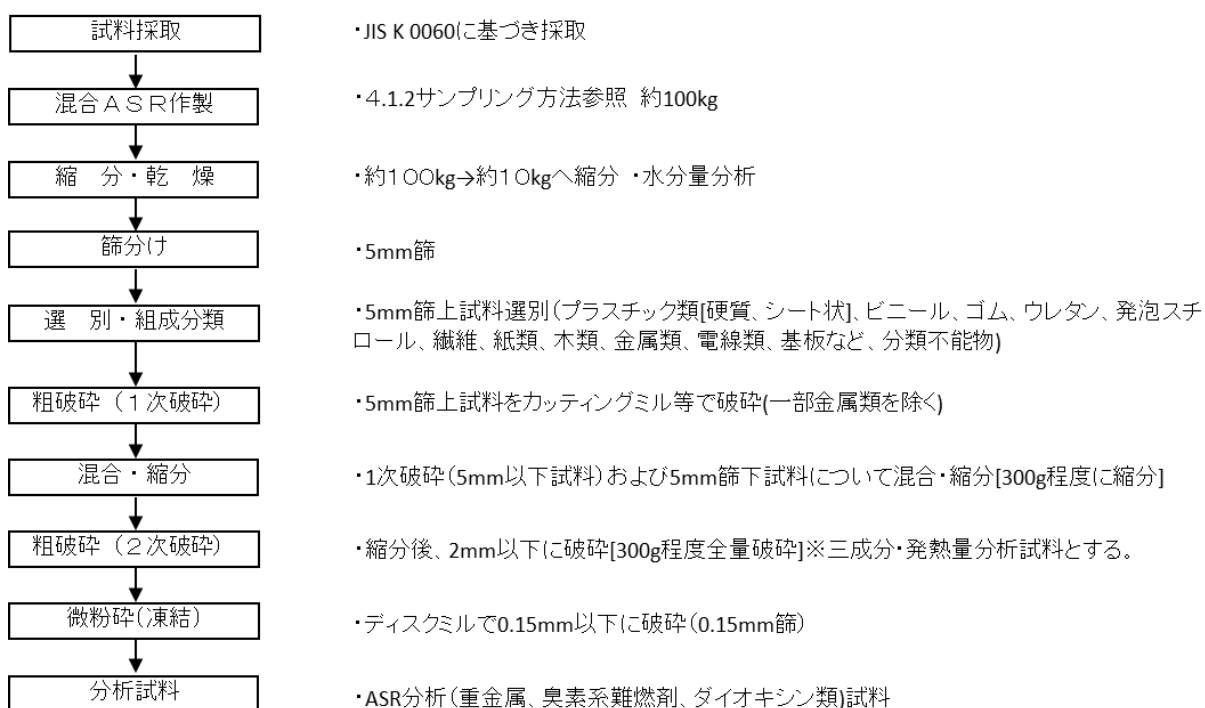 試料採取
・JIS K 0060に基づき採取
混合ASR作製
・4.1.2サンプリング方法参照 約100kg
縮　分・乾　燥
・約１００kg→約１０kgへ縮分 ・水分量分析
篩分け
・5mm篩
選　別・組成分類
・5mm篩上試料選別(プラスチック類[硬質、シート状]、ビニール、ゴム、ウレタン、発泡スチ
ロール、繊維、紙類、木類、金属類、電線類、基板など、分類不能物)
粗破砕（１次破砕）
・5mm篩上試料をカッティングミル等で破砕(一部金属類を除く)
混合・縮分
・1次破砕(5mm以下試料)および5mm篩下試料について混合・縮分[300g程度に縮分]
粗破砕（２次破砕）
・縮分後、2mm以下に破砕[300g程度全量破砕]※三成分・発熱量分析試料とする。
微粉砕(凍結)
・ディスクミルで0.15mm以下に破砕(0.15mm篩)
分析試料
・ASR分析(重金属、臭素系難燃剤、ダイオキシン類)試料